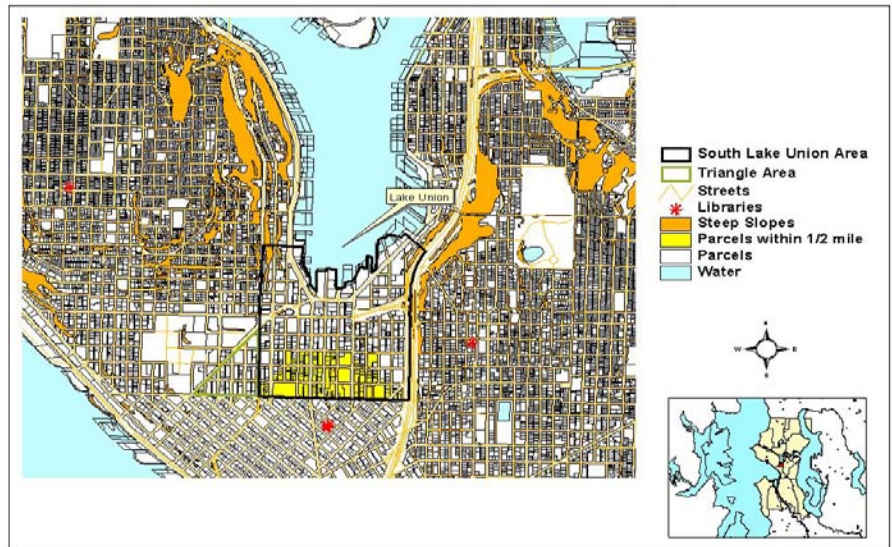 Lake Union
South Lake Union Area
Triangle Area
Streets
Libraries
Steep Slopes
Parcels within 1/2 mile
Parcels
Water
W E